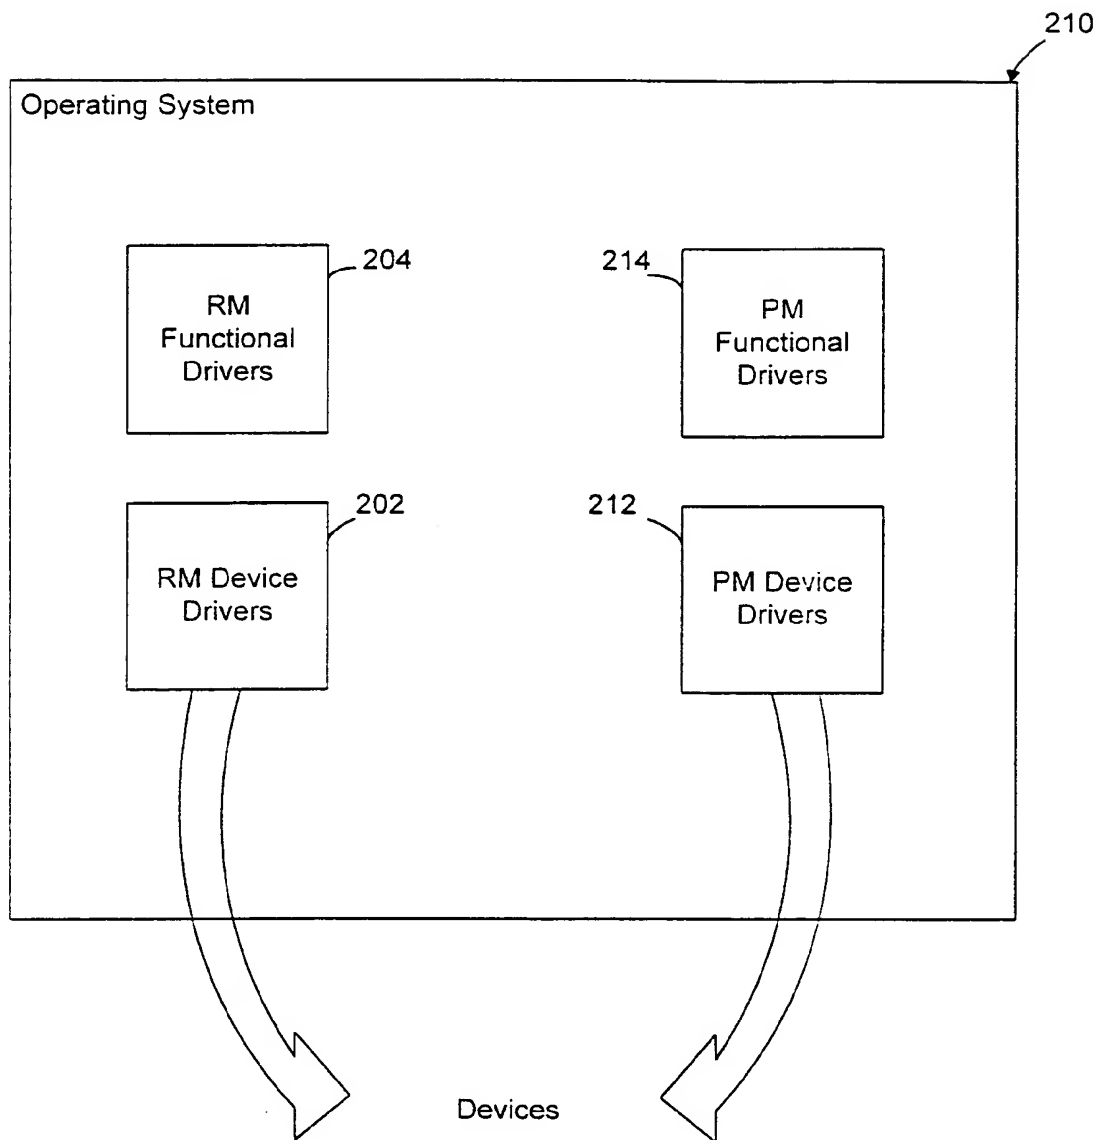 210
Operating System
204
RM
Functional
Drivers
214
PM
Functional
Drivers
202
RM Device
Drivers
212
PM Device
Drivers
Devices